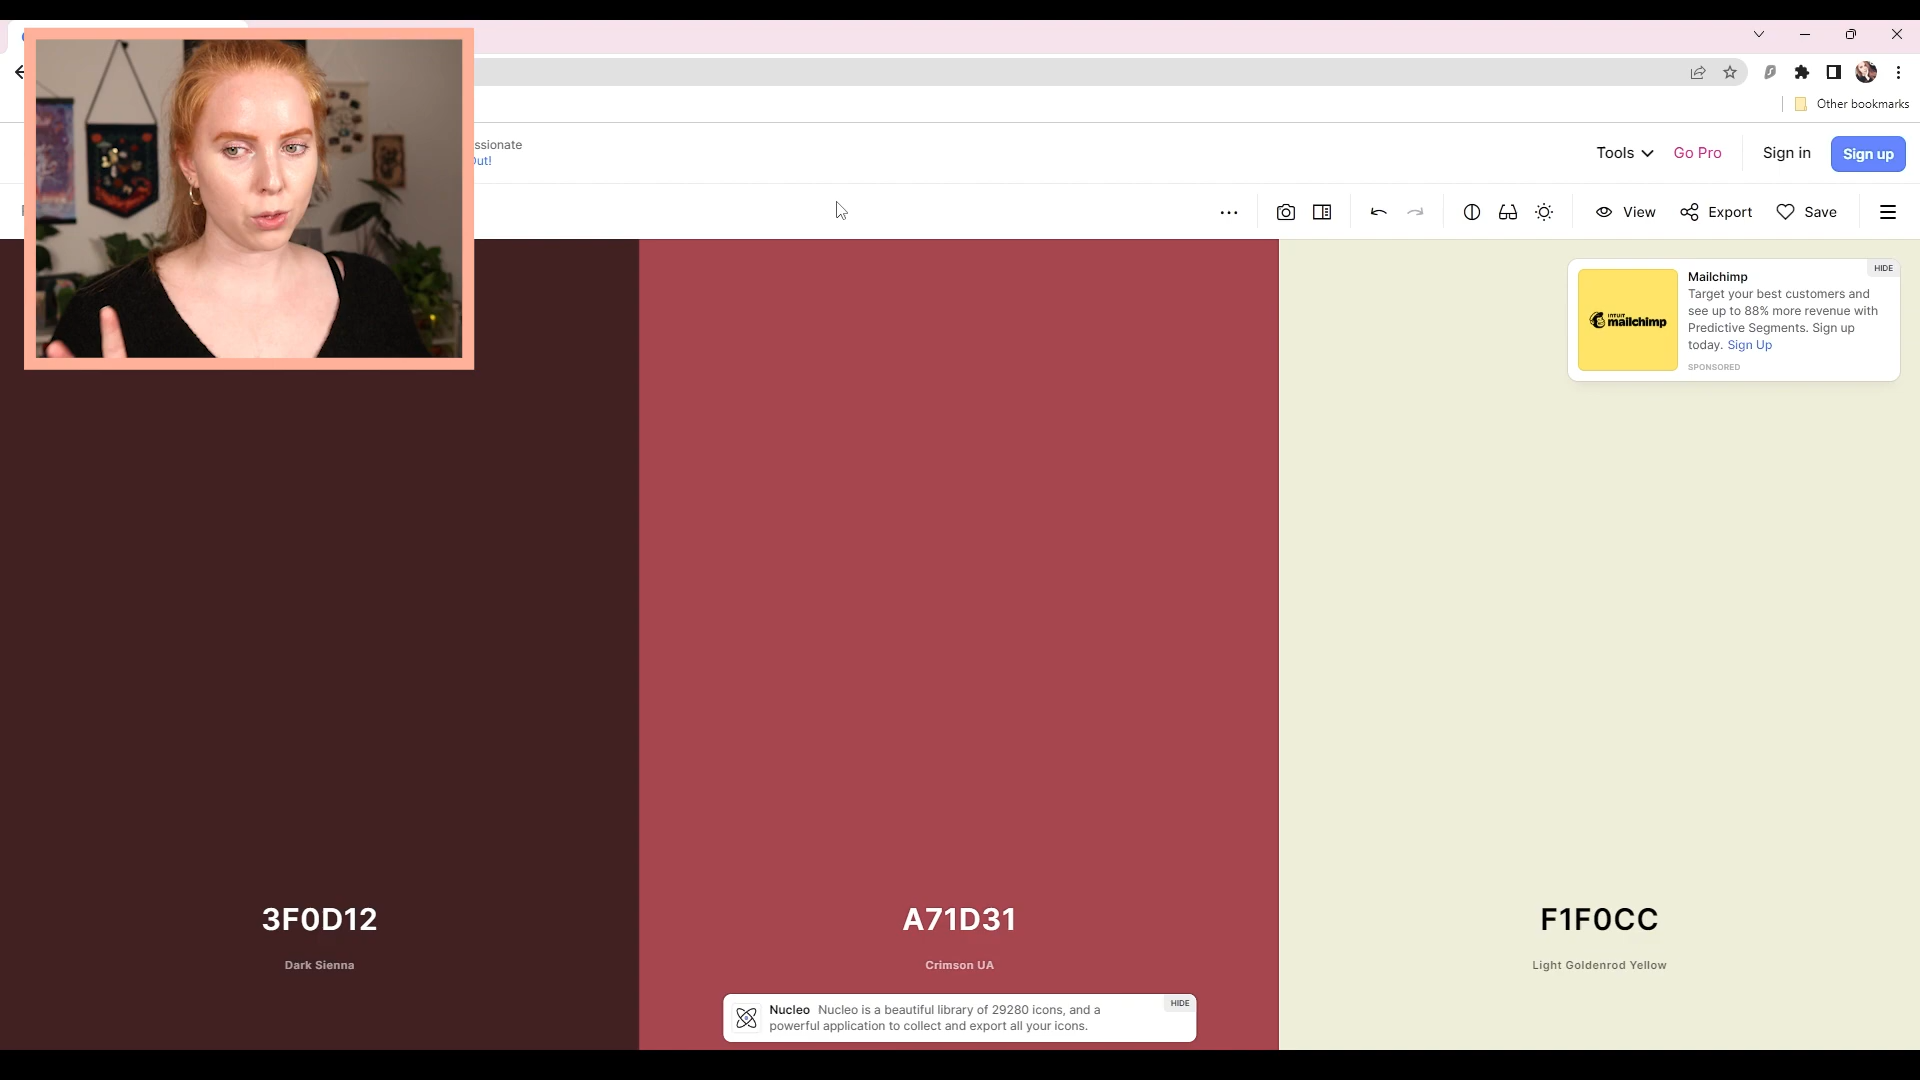 Other bookmarks
ssionate
Out!
Tools
Go Pro
Sign in
Sign up
View
Export
Save
HIDE
Mailchimp
Target your best customers and
see up to 88% more revenue with
Predictive Segments. Sign up
today. Sign Up
SPONSORED
INTUIT
mailchimp
3F0D12
Dark Sienna
A71D31
Crimson UA
F1F0CC
Light Goldenrod Yellow
HIDE
Nucleo Nucleo is a beautiful library of 29280 icons, and a
powerful application to collect and export all your icons.